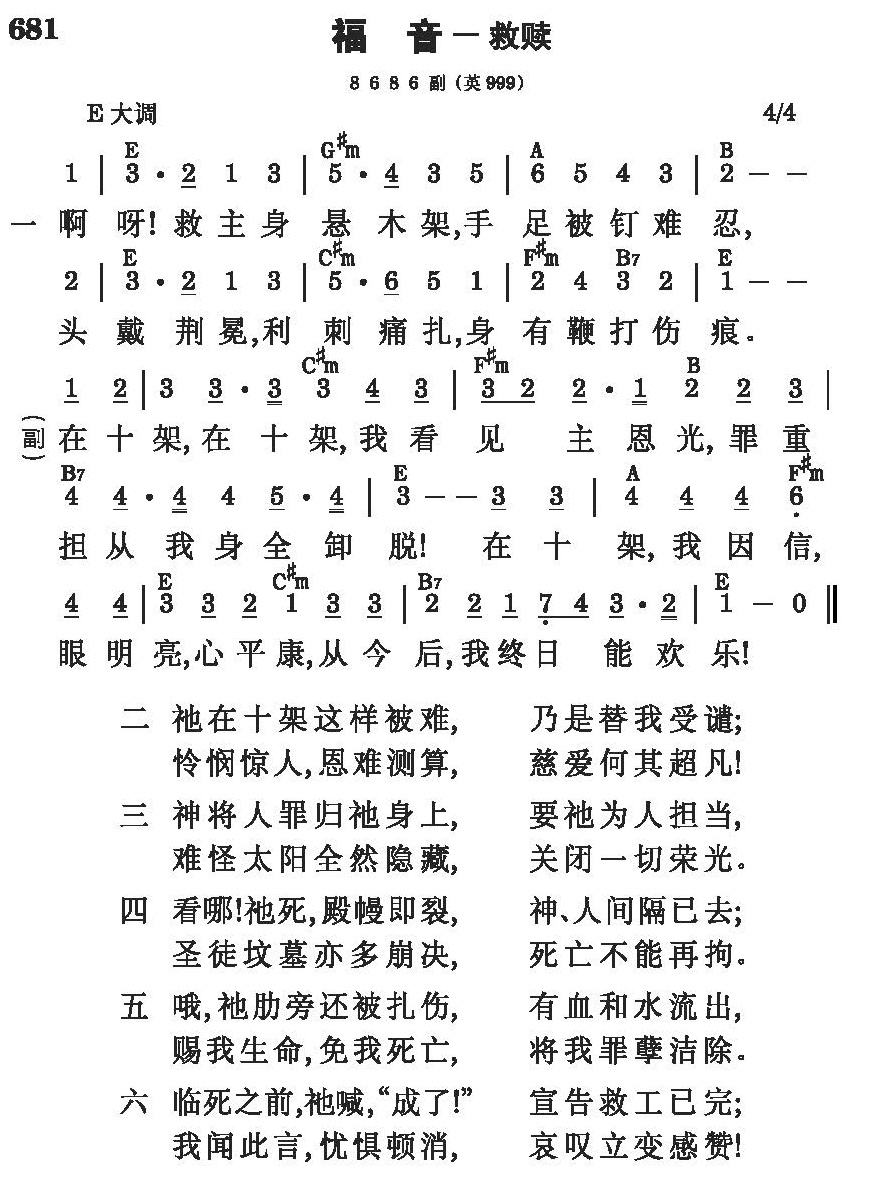 681
福 音－救赎
8 6 8 6 副（英999）
E大调 4/4
E G♯m A B
1 | 3 · 2 1 3 | 5 · 4 3 5 | 6 5 4 3 | 2 － －
一 啊 呀! 救 主 身 悬 木 架,手 足 被 钉 难 忍,
E C♯m F♯m B7 E
2 | 3 · 2 1 3 | 5 · 6 5 1 | 2 4 3 2 | 1 － －
头 戴 荆 冕,利 刺 痛 扎,身 有 鞭 打 伤 痕。
C♯m F♯m B
1 2 | 3 3 · 3 3 4 3 | 3 2 2 · 1 2 2 3 |
(副) 在 十 架,在 十 架,我 看 见 主 恩 光,罪 重
B7 E A F♯m
4 4 · 4 4 5 · 4 | 3 － － 3 3 | 4 4 4 6
担 从 我 身 全 卸 脱! 在 十 架,我 因 信,
E C♯m B7 E
4 4 | 3 3 2 1 3 3 | 2 2 1 7 4 3 · 2 | 1 － 0 ‖
眼 明 亮,心 平 康,从 今 后,我 终 日 能 欢 乐!
二 祂在十架这样被难, 乃是替我受谴;
怜悯惊人,恩难测算, 慈爱何其超凡!
三 神将人罪归祂身上, 要祂为人担当,
难怪太阳全然隐藏, 关闭一切荣光。
四 看哪!祂死,殿幔即裂, 神、人间隔已去;
圣徒坟墓亦多崩决, 死亡不能再拘。
五 哦,祂肋旁还被扎伤, 有血和水流出,
赐我生命,免我死亡, 将我罪孽洁除。
六 临死之前,祂喊,“成了!” 宣告救工已完;
我闻此言,忧惧顿消, 哀叹立变感赞!